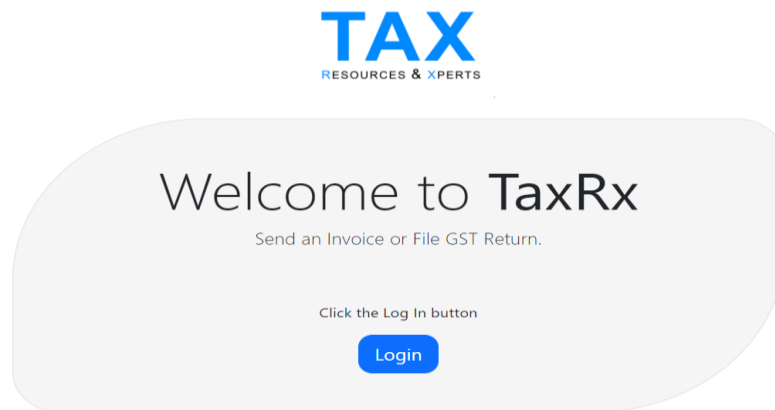 TAX
RESOURCES & XPERTS
Welcome to TaxRx
Send an Invoice or File GST Return.
Click the Log In button
Login